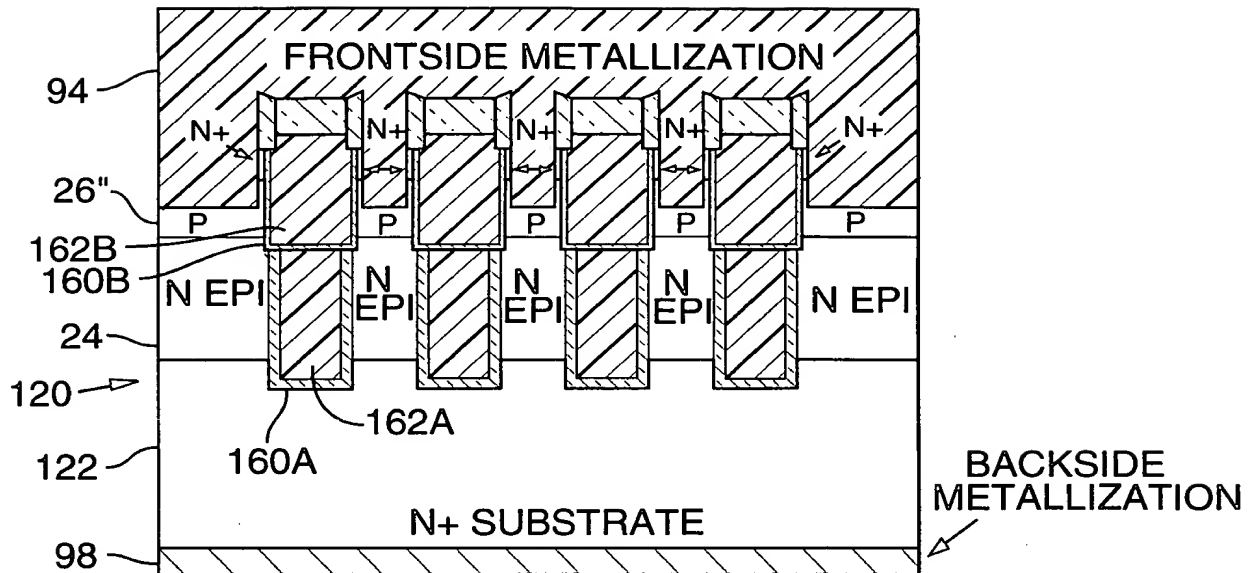 FRONTSIDE METALLIZATION
94
N+ N+ N+ N+ N+
26"
P P P P P
162B
160B
N EPI N EPI N EPI N EPI N EPI
24
120
162A
160A
122
BACKSIDE
METALLIZATION
N+ SUBSTRATE
98